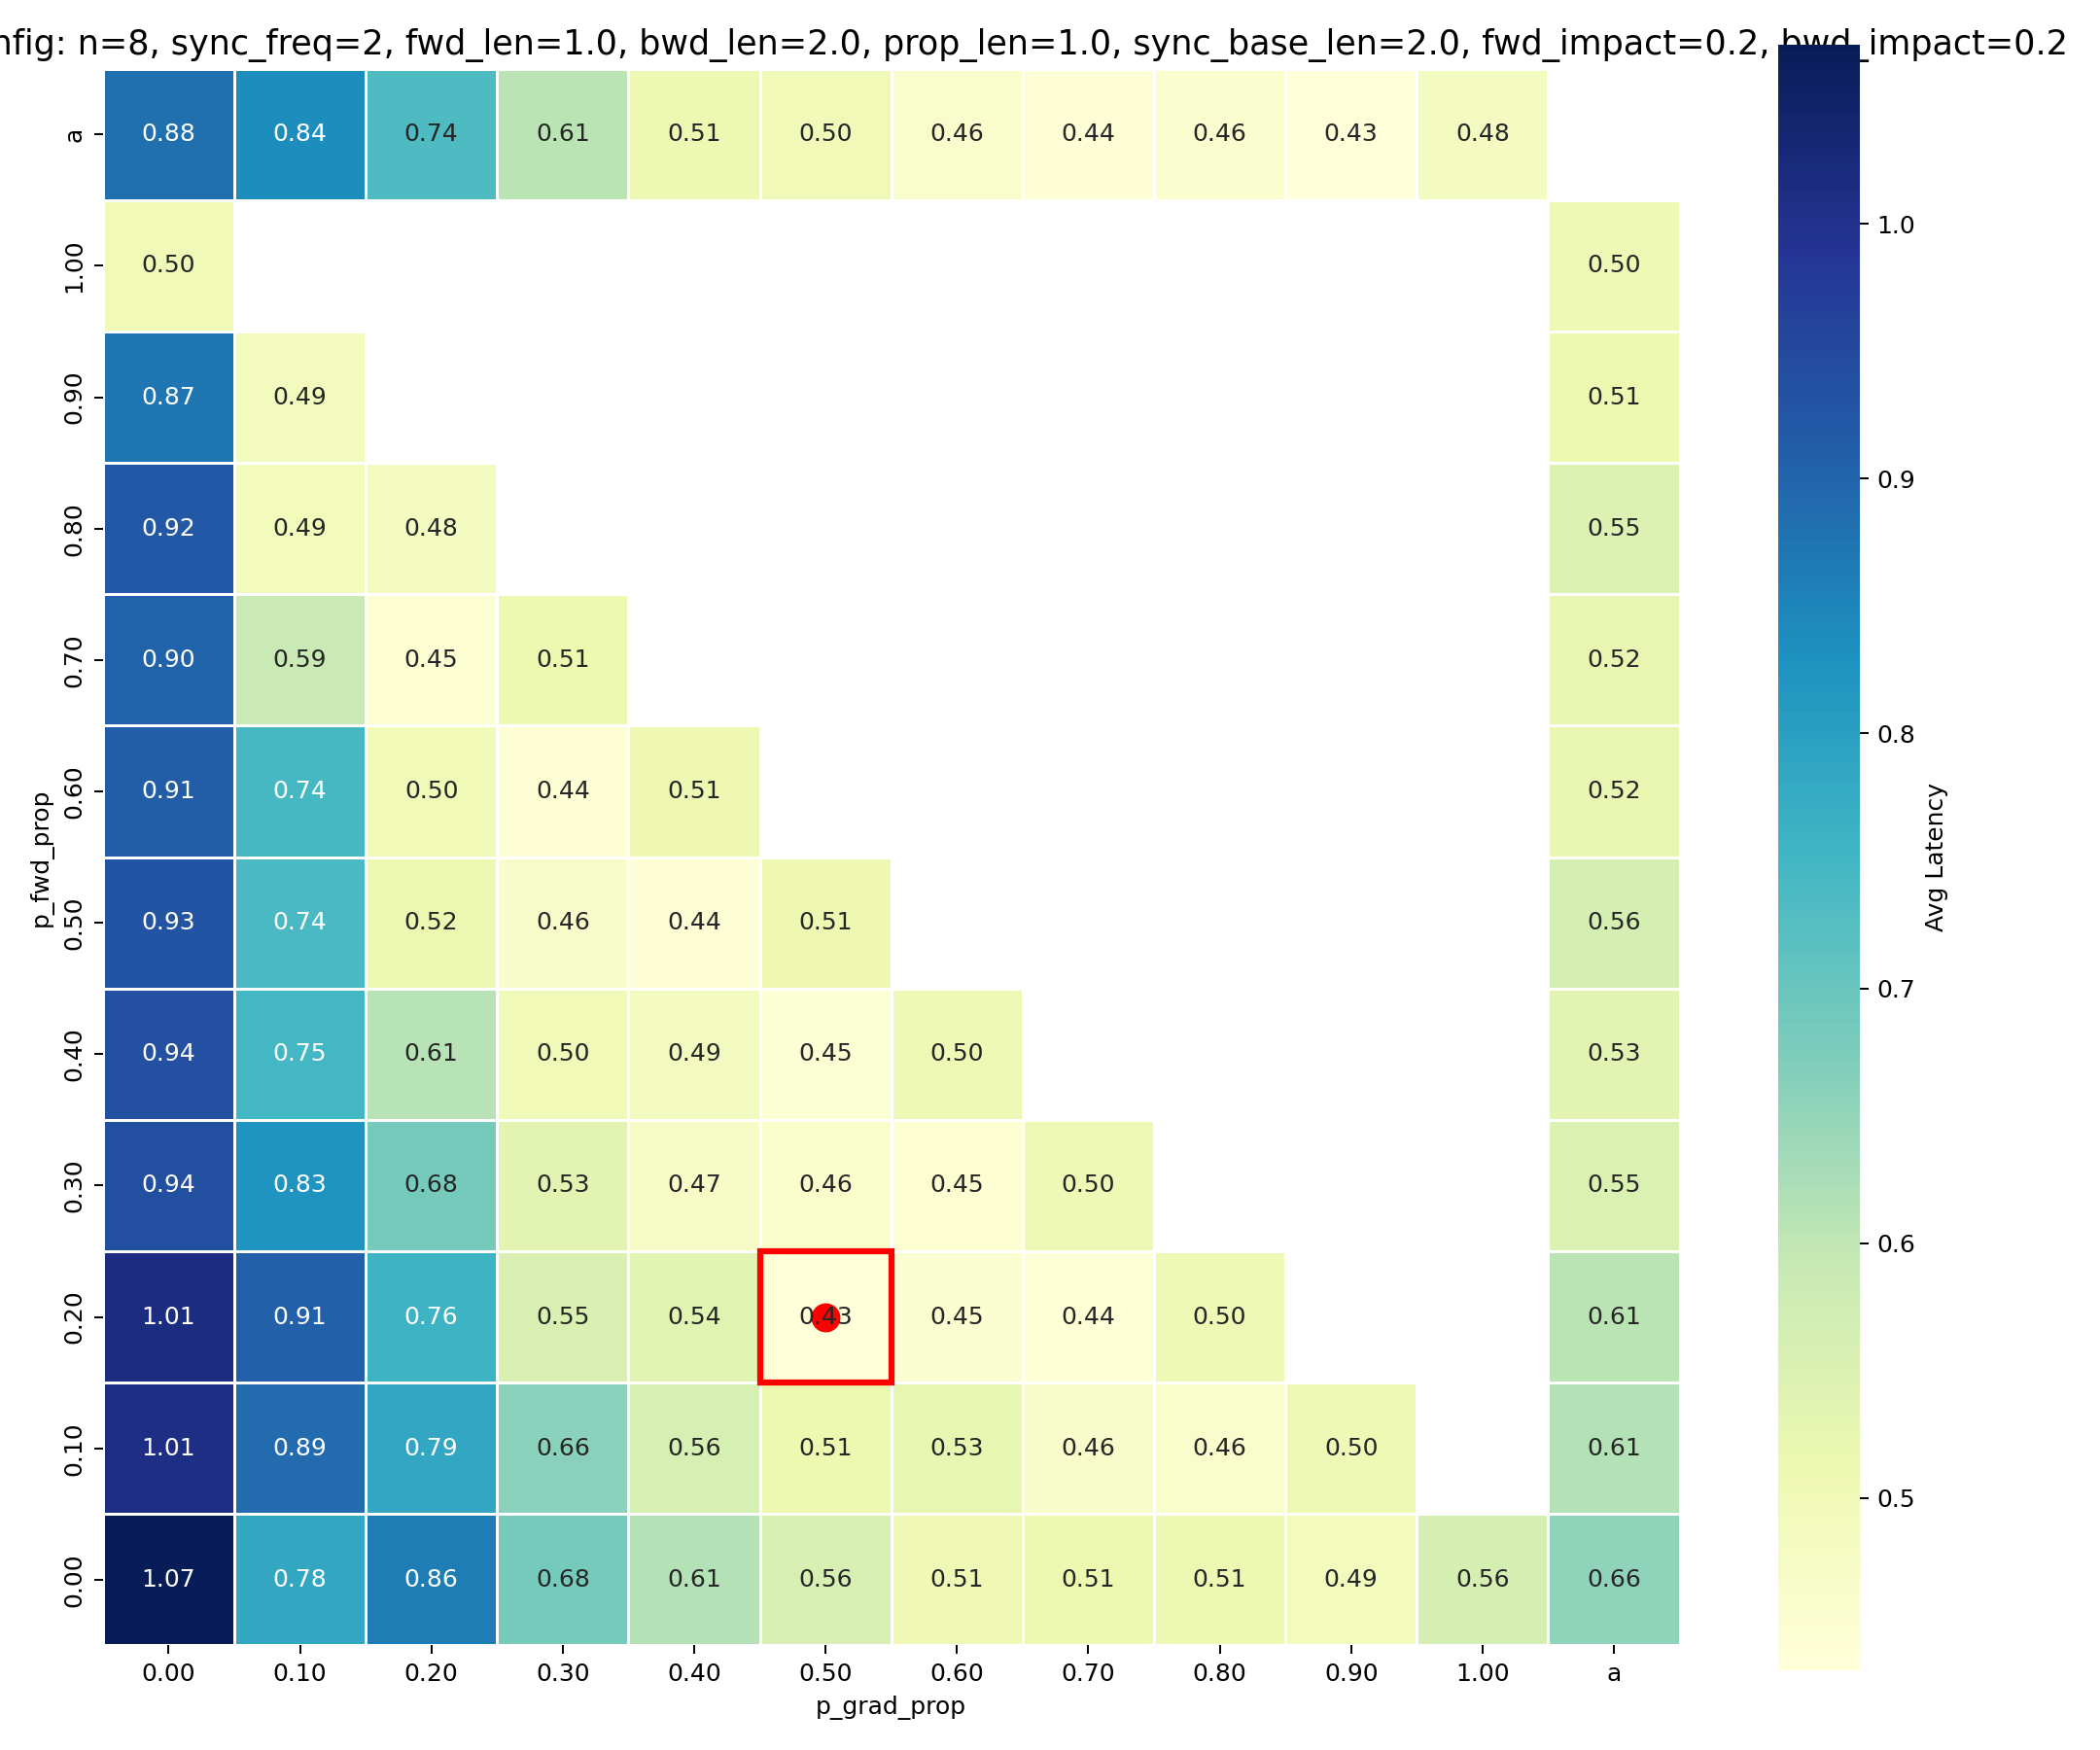 nfig: n=8, sync_freq=2, fwd_len=1.0, bwd_len=2.0, prop_len=1.0, sync_base_len=2.0, fwd_impact=0.2, bwd_impact=0.2
a 0.88 0.84 0.74 0.61 0.51 0.50 0.46 0.44 0.46 0.43 0.48
1.00 0.50 0.50
0.90 0.87 0.49 0.51
0.80 0.92 0.49 0.48 0.55
0.70 0.90 0.59 0.45 0.51 0.52
0.60 0.91 0.74 0.50 0.44 0.51 0.52
0.50 0.93 0.74 0.52 0.46 0.44 0.51 0.56
0.40 0.94 0.75 0.61 0.50 0.49 0.45 0.50 0.53
0.30 0.94 0.83 0.68 0.53 0.47 0.46 0.45 0.50 0.55
0.20 1.01 0.91 0.76 0.55 0.54 0.43 0.45 0.44 0.50 0.61
0.10 1.01 0.89 0.79 0.66 0.56 0.51 0.53 0.46 0.46 0.50 0.61
0.00 1.07 0.78 0.86 0.68 0.61 0.56 0.51 0.51 0.51 0.49 0.56 0.66
0.00 0.10 0.20 0.30 0.40 0.50 0.60 0.70 0.80 0.90 1.00 a
p_grad_prop
p_fwd_prop
1.0
0.9
0.8
0.7
0.6
0.5
Avg Latency